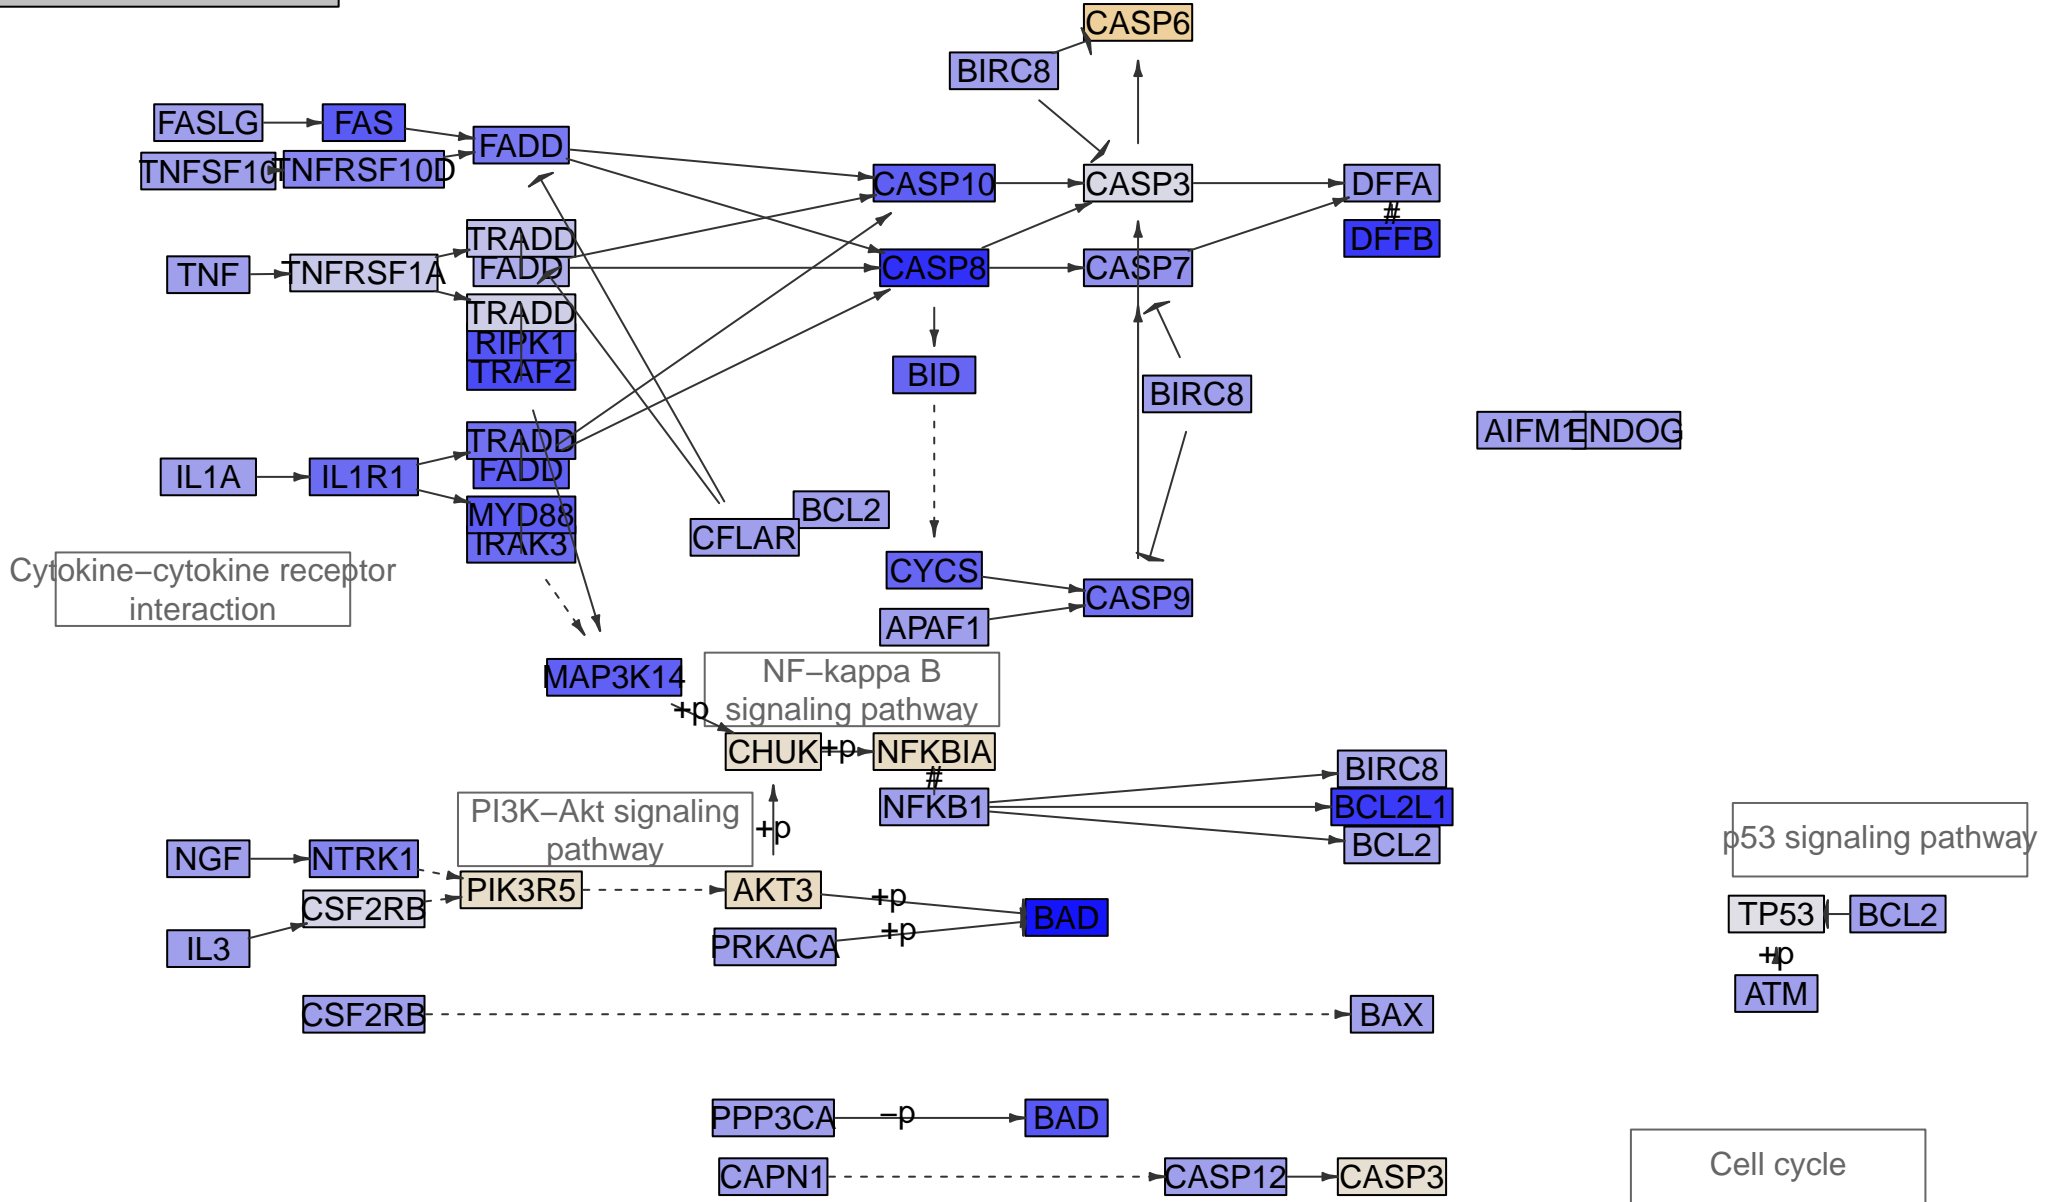 CASP6
BIRC8
FASLG
FAS
FADD
TNFSF10
TNFRSF10D
CASP10
CASP3
DFFA
#
DFFB
TRADD
FADD
TNF
TNFRSF1A
CASP8
CASP7
TRADD
RIPK1
TRAF2
BID
BIRC8
AIFM1
ENDOG
TRADD
FADD
IL1A
IL1R1
MYD88
IRAK3
BCL2
CFLAR
Cytokine−cytokine receptor
interaction
CYCS
CASP9
APAF1
MAP3K14
NF−kappa B
signaling pathway
+p
CHUK
+p
NFKBIA
#
NFKB1
BIRC8
BCL2L1
BCL2
PI3K−Akt signaling
pathway
+p
p53 signaling pathway
NGF
NTRK1
PIK3R5
AKT3
+p
CSF2RB
BAD
TP53
BCL2
IL3
PRKACA
+p
+p
ATM
CSF2RB
BAX
PPP3CA
−p
BAD
CAPN1
CASP12
CASP3
Cell cycle